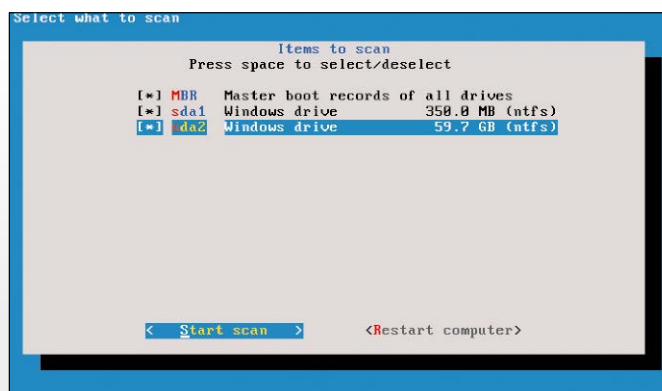 Select what to scan
Items to scan
Press space to select/deselect
[*] MBR Master boot records of all drives
[*] sda1 Windows drive 350.0 MB (ntfs)
[*] sda2 Windows drive 59.7 GB (ntfs)
< Start scan > <Restart computer>